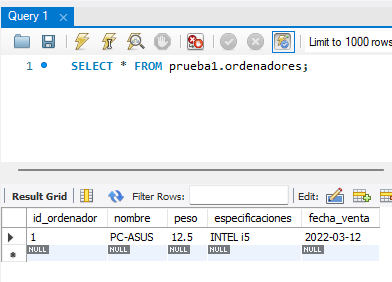 Query 1
Limit to 1000 rows
1 SELECT * FROM prueba1.ordenadores;
Result Grid Filter Rows: Edit:
id_ordenador nombre peso especificaciones fecha_venta
1 PC-ASUS 12.5 INTEL i5 2022-03-12
NULL NULL NULL NULL NULL